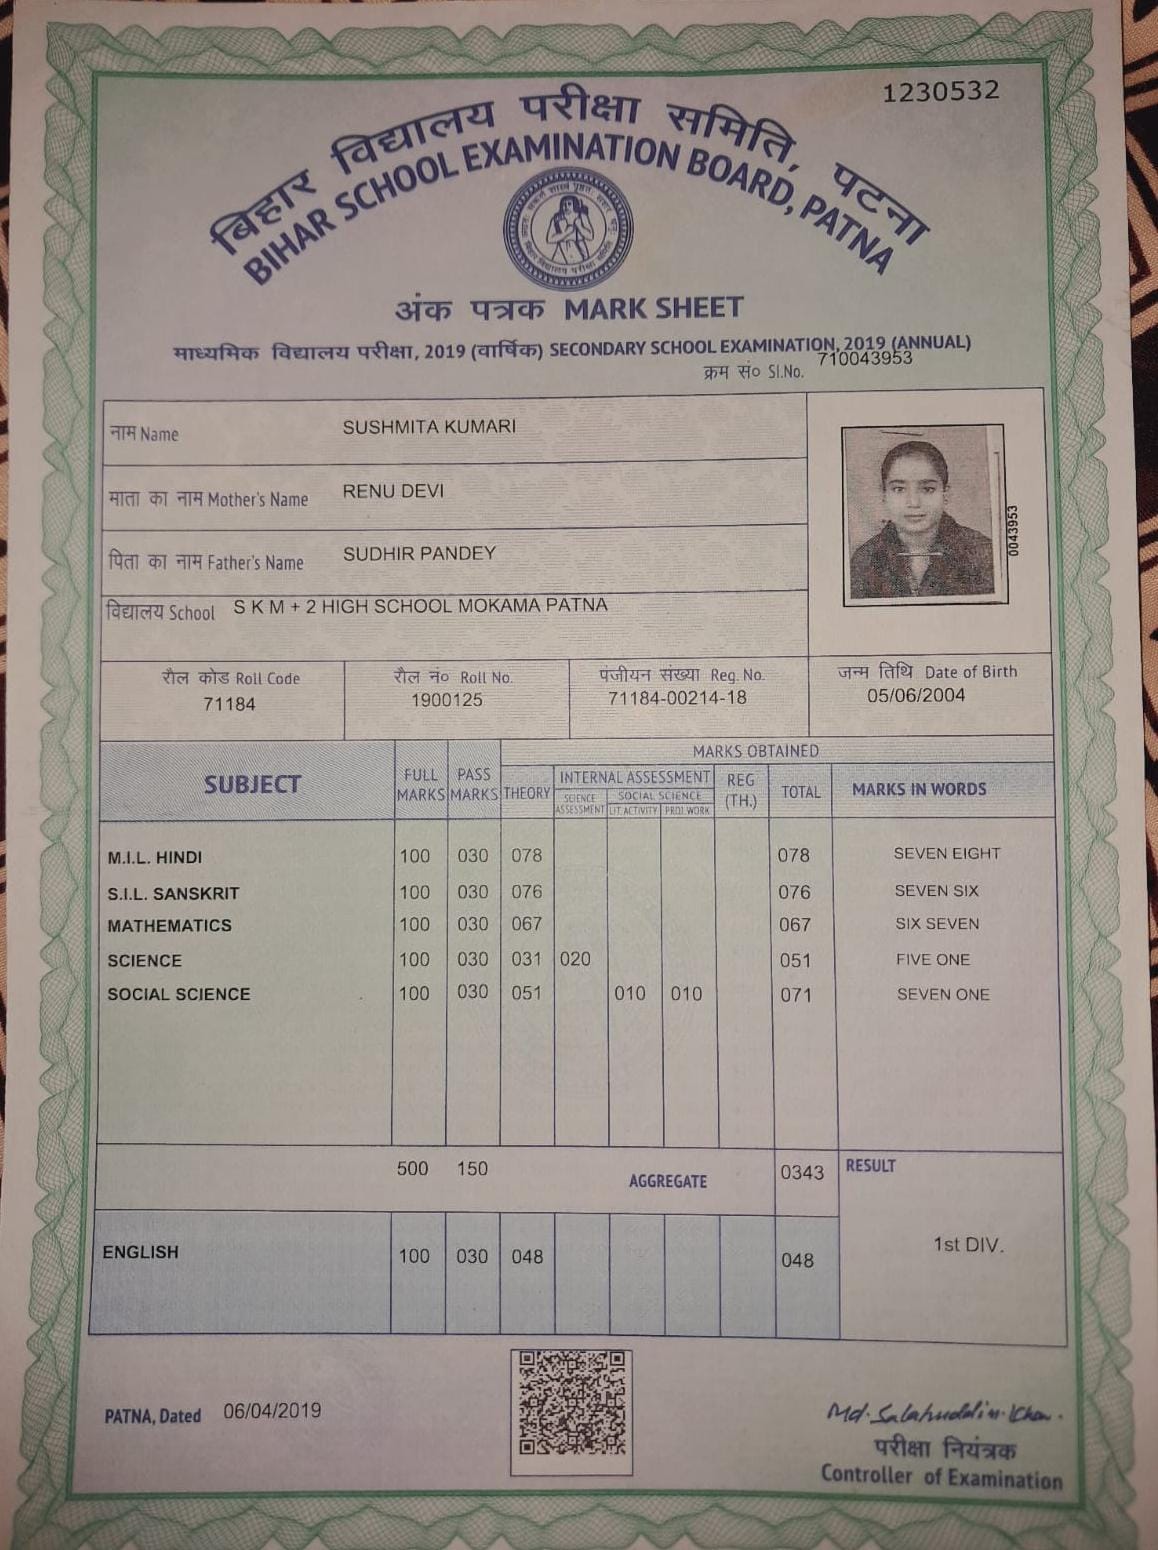 1230532
बिहार विद्यालय परीक्षा समिति, पटना
BIHAR SCHOOL EXAMINATION BOARD, PATNA
अंक पत्रक MARK SHEET
माध्यमिक विद्यालय परीक्षा, 2019 (वार्षिक) SECONDARY SCHOOL EXAMINATION, 2019 (ANNUAL)
क्रम सं० Sl.No. 710043953
नाम Name SUSHMITA KUMARI
माता का नाम Mother's Name RENU DEVI
पिता का नाम Father's Name SUDHIR PANDEY
विद्यालय School S K M + 2 HIGH SCHOOL MOKAMA PATNA
0043953
रौल कोड Roll Code रौल नं० Roll No. पंजीयन संख्या Reg. No. जन्म तिथि Date of Birth
71184 1900125 71184-00214-18 05/06/2004
MARKS OBTAINED
SUBJECT FULL MARKS PASS MARKS THEORY INTERNAL ASSESSMENT REG (TH.) TOTAL MARKS IN WORDS
SCIENCE ASSESSMENT SOCIAL SCIENCE
LIT.ACTIVITY PROJ.WORK
M.I.L. HINDI 100 030 078 078 SEVEN EIGHT
S.I.L. SANSKRIT 100 030 076 076 SEVEN SIX
MATHEMATICS 100 030 067 067 SIX SEVEN
SCIENCE 100 030 031 020 051 FIVE ONE
SOCIAL SCIENCE 100 030 051 010 010 071 SEVEN ONE
500 150 AGGREGATE 0343 RESULT
ENGLISH 100 030 048 048 1st DIV.
PATNA, Dated 06/04/2019
Md. Salahuddin Khan.
परीक्षा नियंत्रक
Controller of Examination